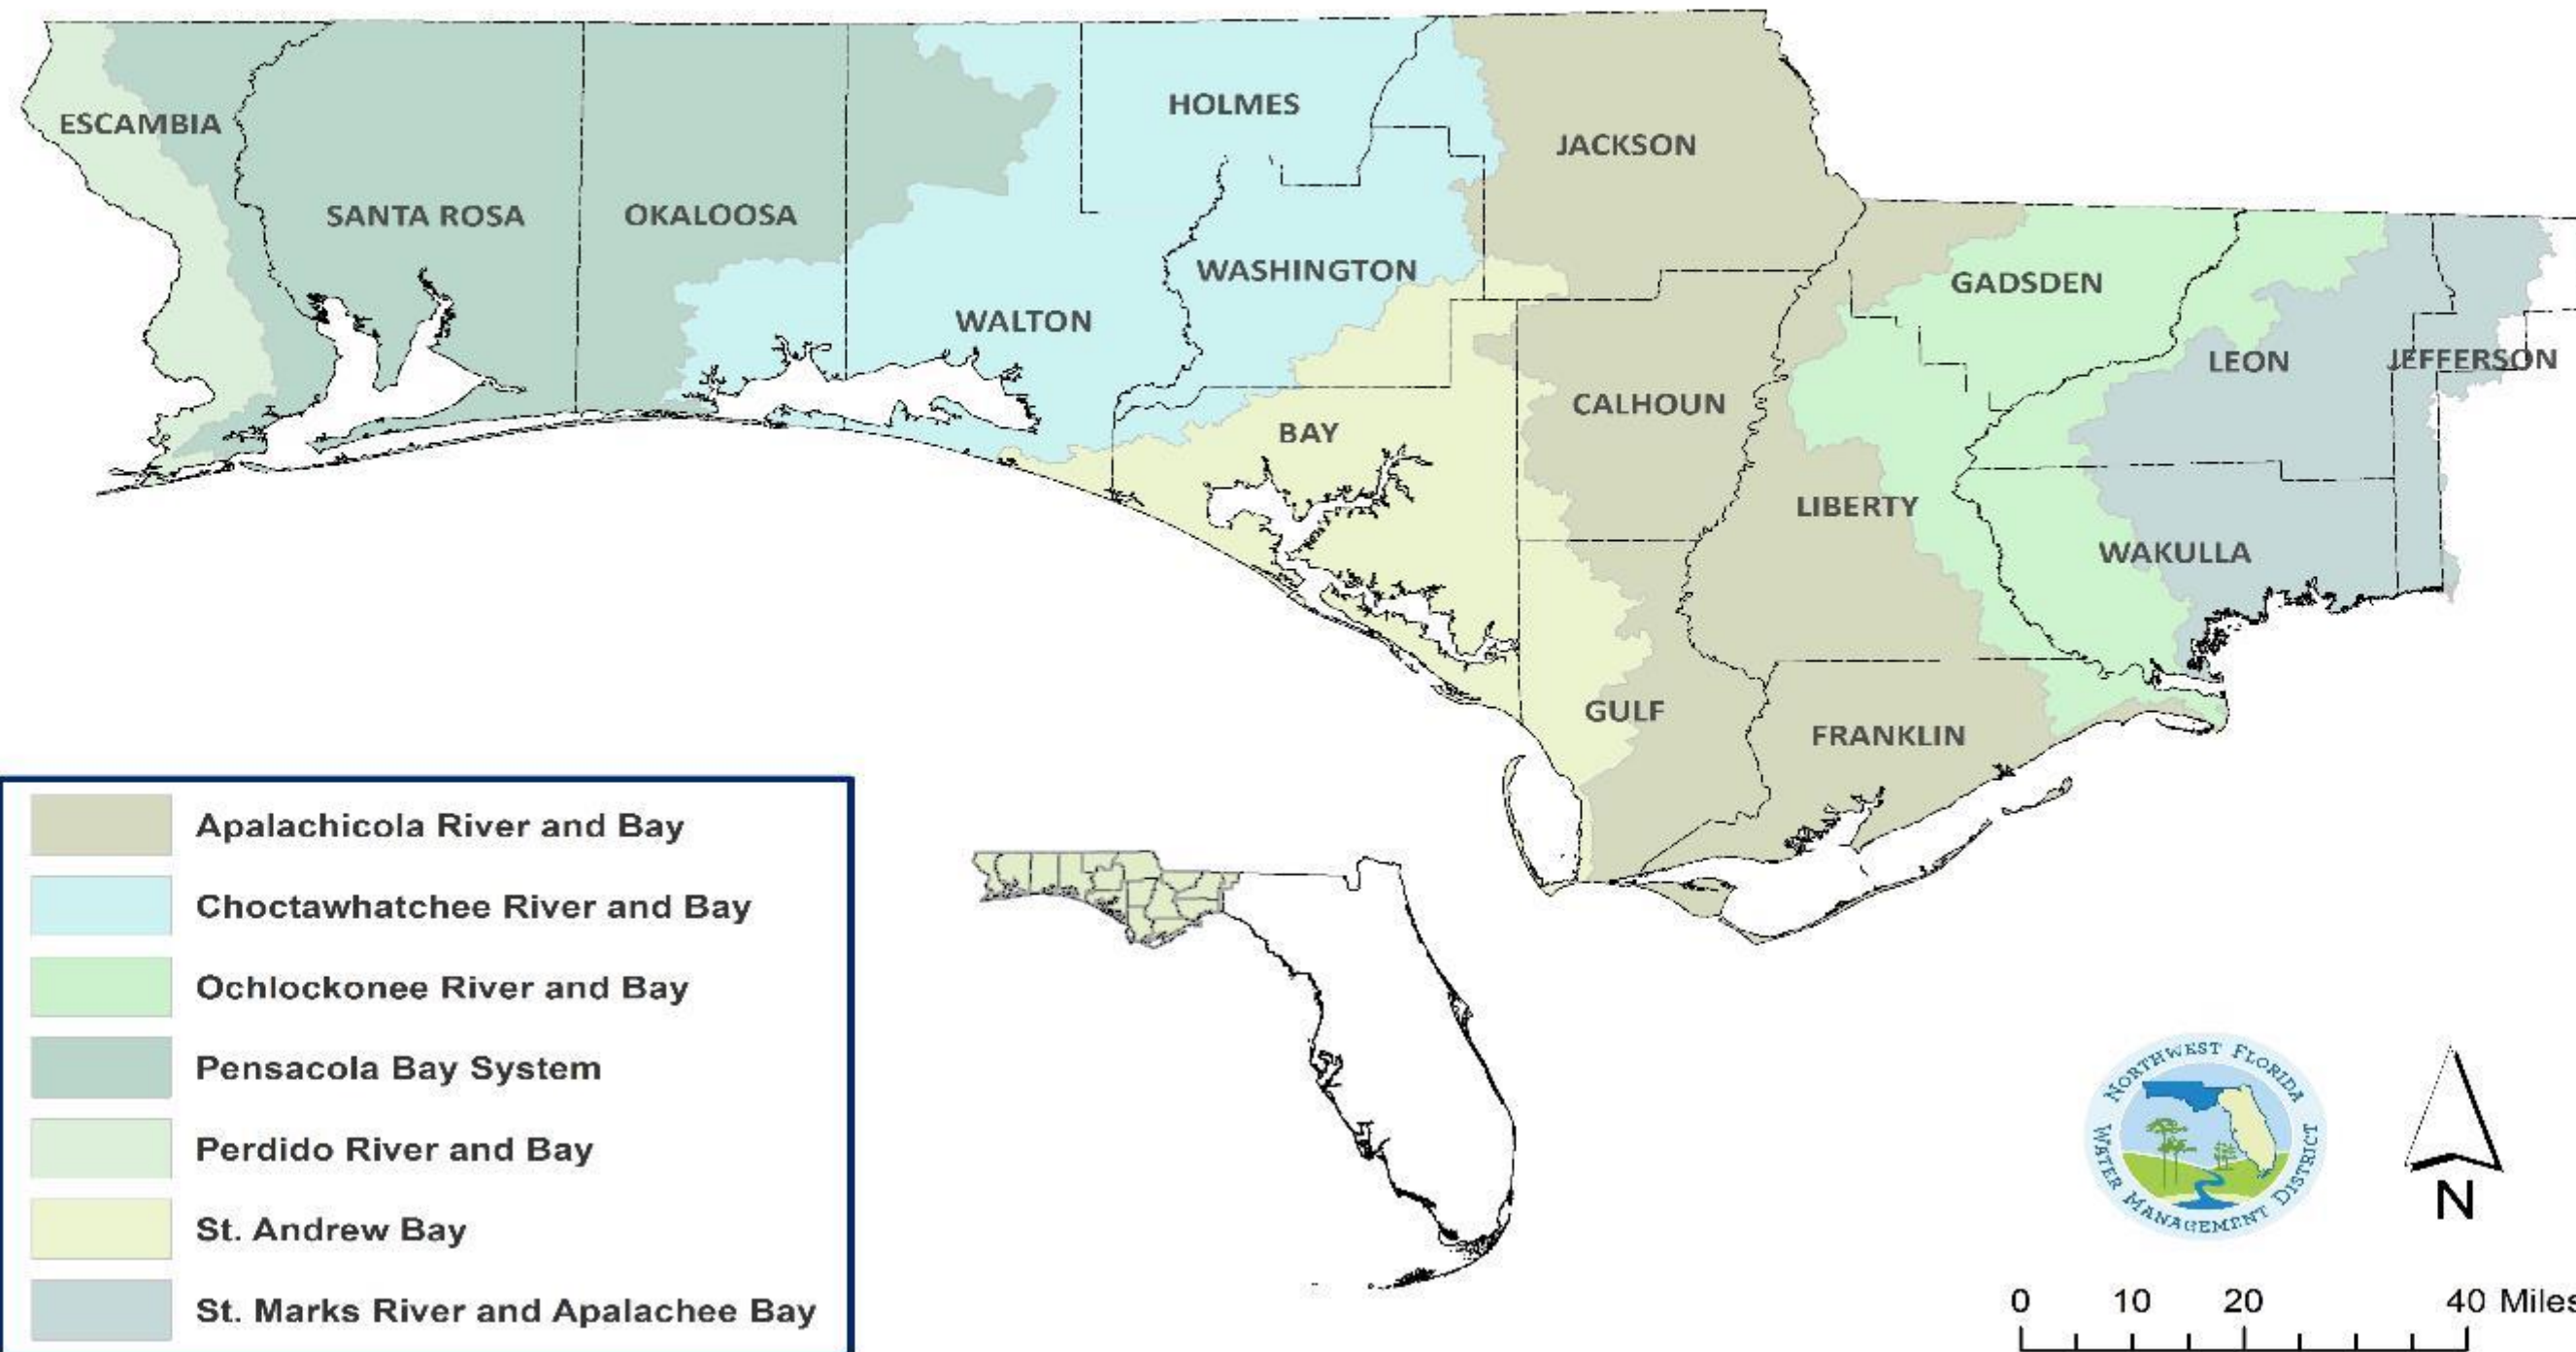 HOLMES
ESCAMBIA
JACKSON
SANTA ROSA
OKALOOSA
WASHINGTON
GADSDEN
WALTON
LEON
JEFFERSON
CALHOUN
BAY
LIBERTY
WAKULLA
GULF
FRANKLIN
Apalachicola River and Bay
Choctawhatchee River and Bay
Ochlockonee River and Bay
Pensacola Bay System
Perdido River and Bay
St. Andrew Bay
St. Marks River and Apalachee Bay
NORTHWEST FLORIDA
WATER MANAGEMENT DISTRICT
N
0 10 20 40 Miles